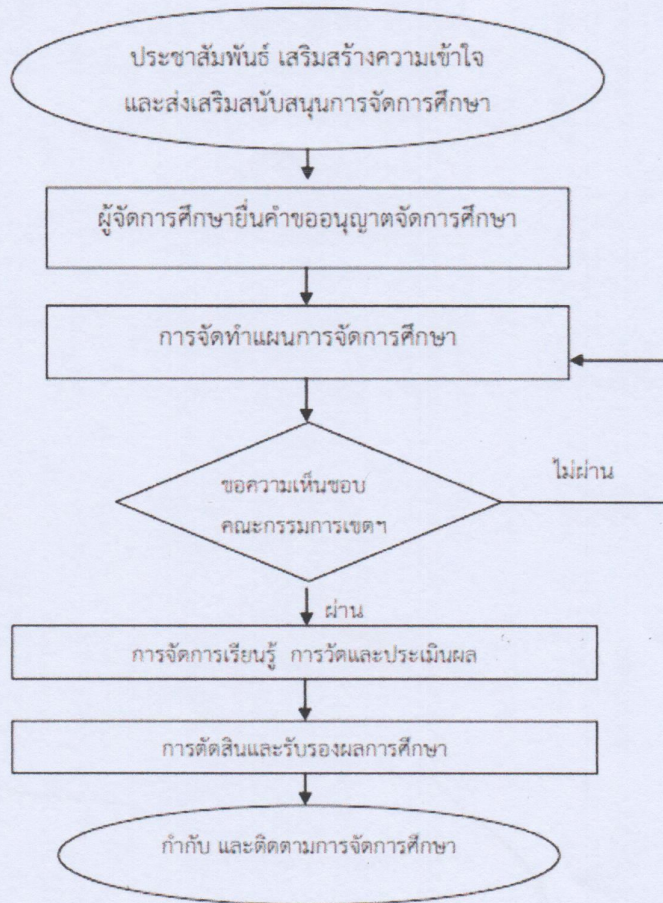 ประชาสัมพันธ์ เสริมสร้างความเข้าใจ
และส่งเสริมสนับสนุนการจัดการศึกษา
ผู้จัดการศึกษายื่นคำขออนุญาตจัดการศึกษา
การจัดทำแผนการจัดการศึกษา
ขอความเห็นชอบ
คณะกรรมการเขตฯ
ไม่ผ่าน
ผ่าน
การจัดการเรียนรู้ การวัดและประเมินผล
การตัดสินและรับรองผลการศึกษา
กำกับ และติดตามการจัดการศึกษา